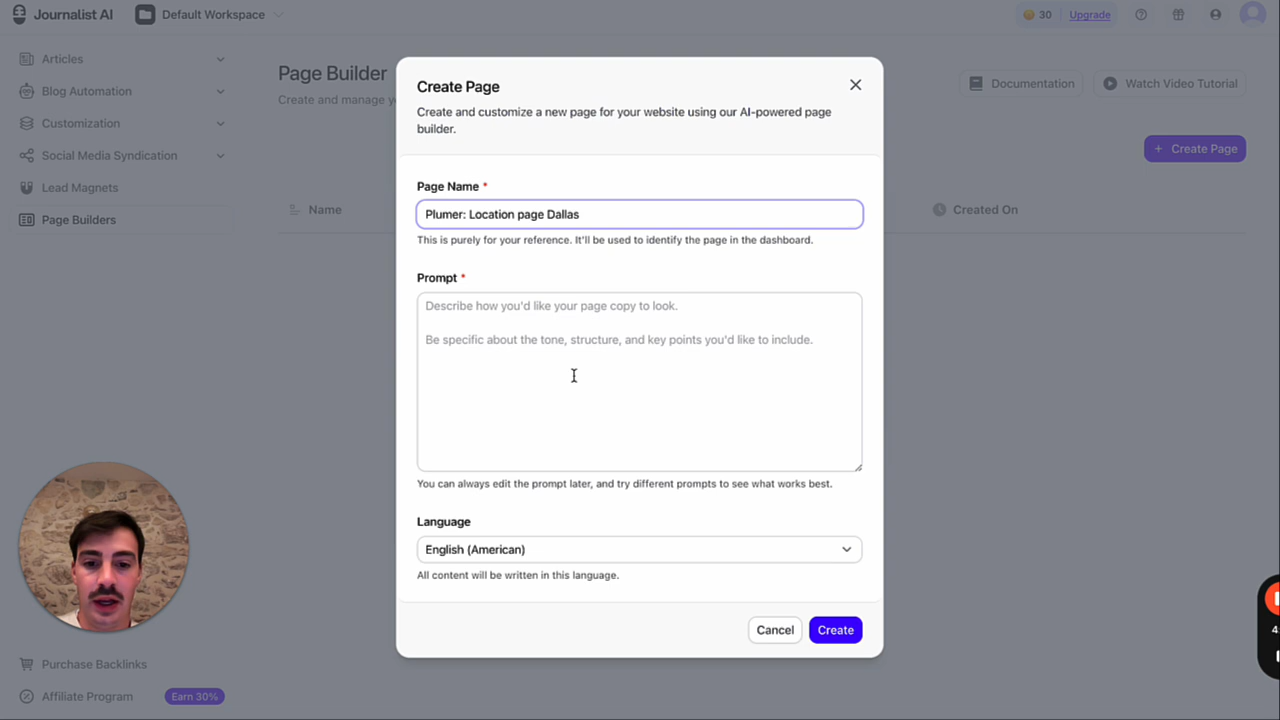 Journalist AI
Default Workspace
30
Upgrade
Articles
Blog Automation
Customization
Social Media Syndication
Lead Magnets
Page Builders
Page Builder
Create and manage
Documentation
Watch Video Tutorial
+ Create Page
Name
Created On
Create Page
Create and customize a new page for your website using our AI-powered page
builder.
Page Name *
Plumer: Location page Dallas
This is purely for your reference. It'll be used to identify the page in the dashboard.
Prompt *
Describe how you'd like your page copy to look.
Be specific about the tone, structure, and key points you'd like to include.
You can always edit the prompt later, and try different prompts to see what works best.
Language
English (American)
All content will be written in this language.
Cancel
Create
Purchase Backlinks
Affiliate Program
Earn 30%